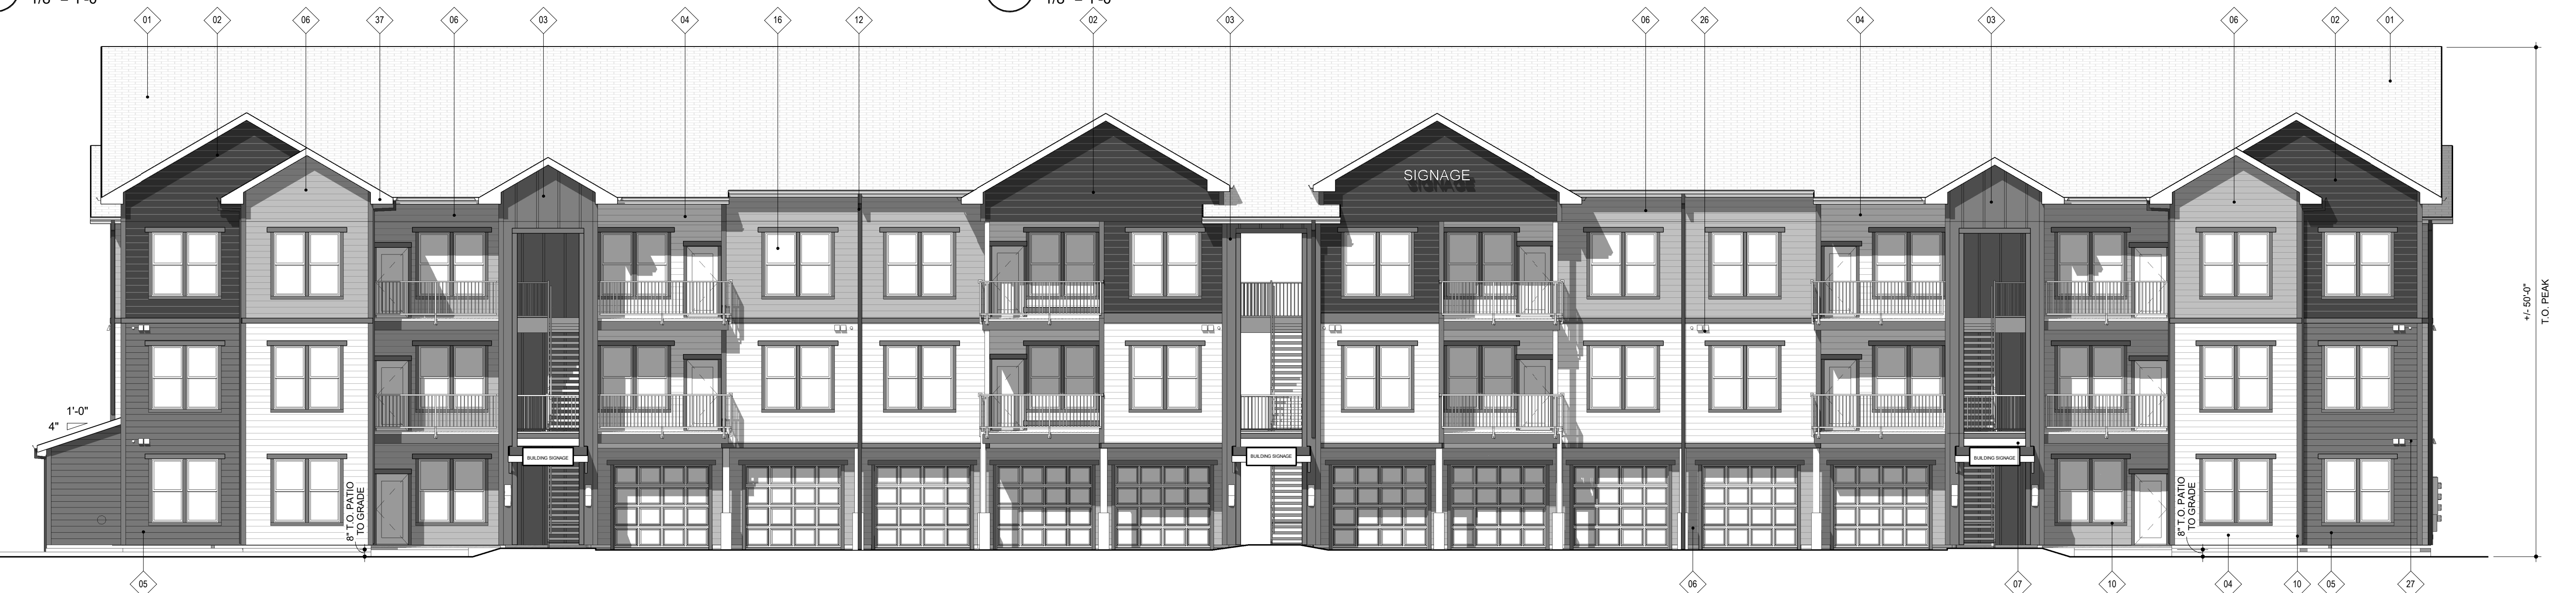 1/8" = 1'-0"
1/8" = 1'-0"
01
02
06
37
06
03
04
16
12
02
03
06
26
04
03
06
02
01
SIGNAGE
+/- 50'-0"
T.O. PEAK
1'-0"
4"
BUILDING SIGNAGE
BUILDING SIGNAGE
BUILDING SIGNAGE
8" T.O. PATIO
TO GRADE
8" T.O. PATIO
TO GRADE
05
06
07
10
04
10
05
27